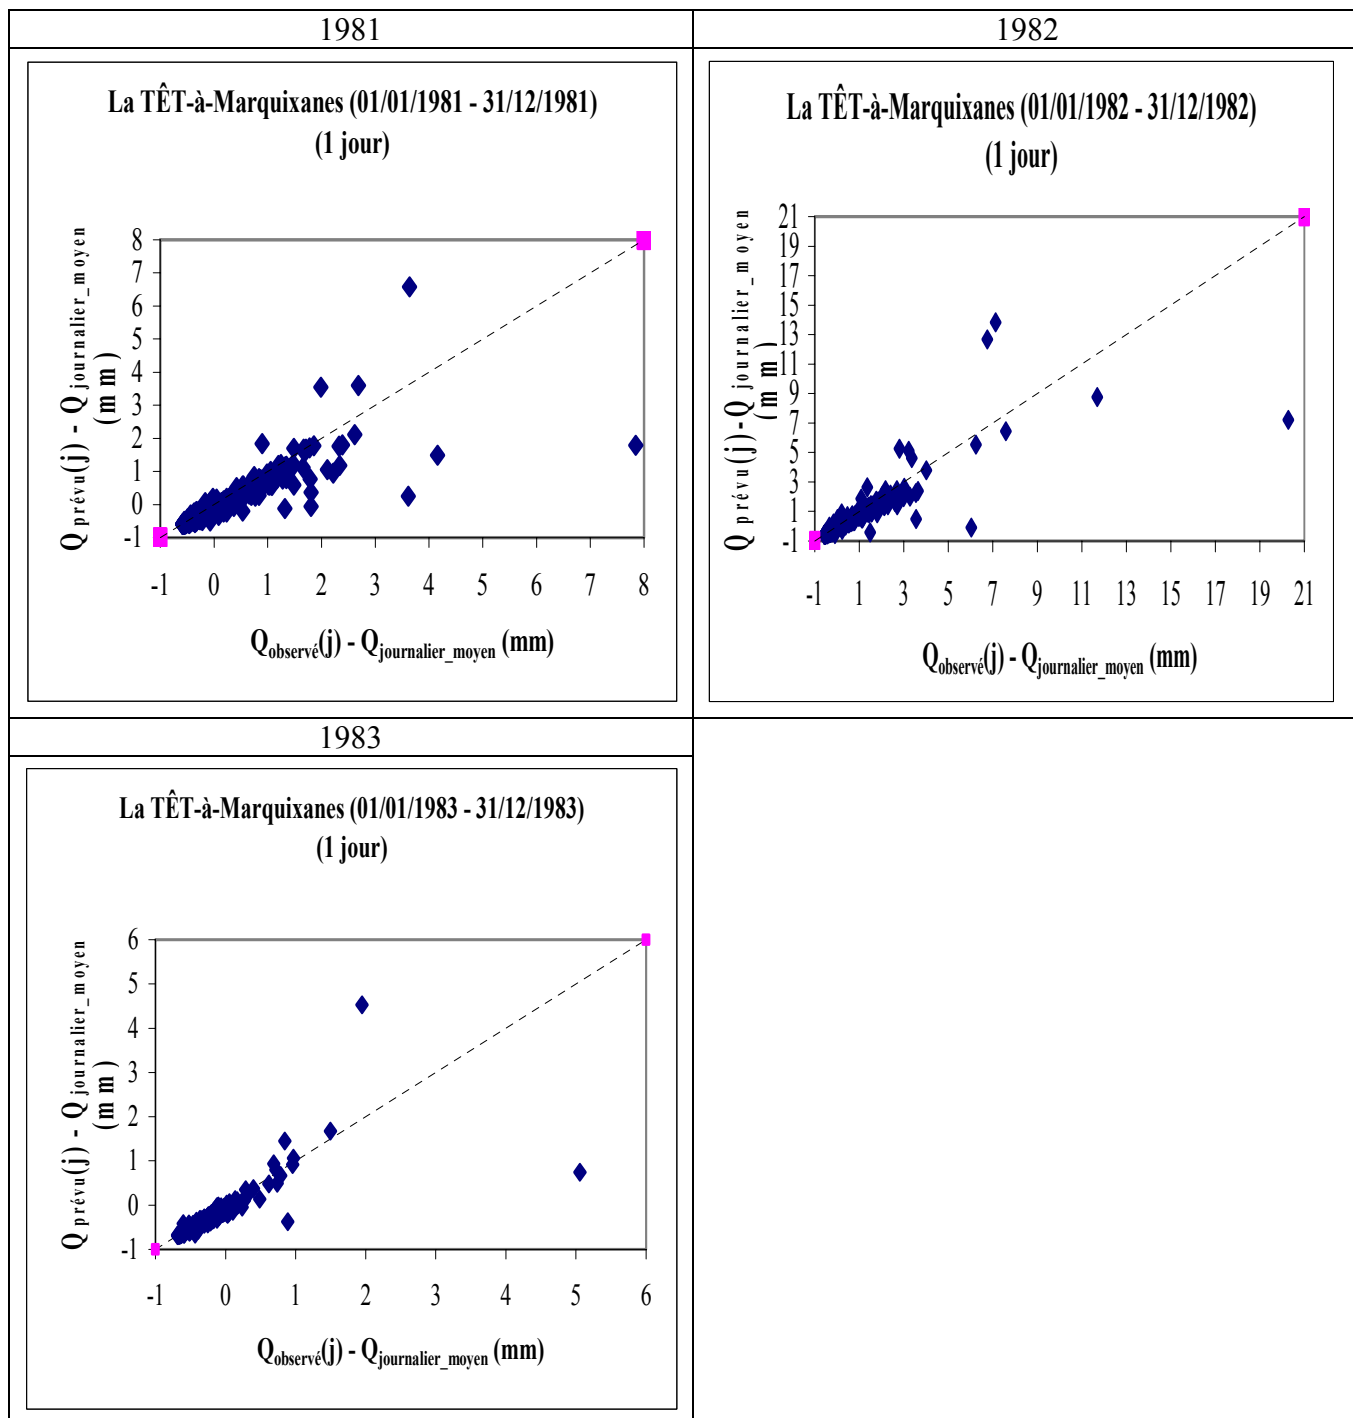 1981
1982
La TÊT-à-Marquixanes (01/01/1981 - 31/12/1981)
(1 jour)
Q prévu(j) - Q journalier_moyen
(mm)
8
7
6
5
4
3
2
1
0
-1
-1 0 1 2 3 4 5 6 7 8
Qobservé(j) - Qjournalier_moyen (mm)
La TÊT-à-Marquixanes (01/01/1982 - 31/12/1982)
(1 jour)
Q prévu(j) - Q journalier_moyen
(mm)
21
19
17
15
13
11
9
7
5
3
1
-1
-1 1 3 5 7 9 11 13 15 17 19 21
Qobservé(j) - Qjournalier_moyen (mm)
1983
La TÊT-à-Marquixanes (01/01/1983 - 31/12/1983)
(1 jour)
Q prévu(j) - Q journalier_moyen
(mm)
6
5
4
3
2
1
0
-1
-1 0 1 2 3 4 5 6
Qobservé(j) - Qjournalier_moyen (mm)